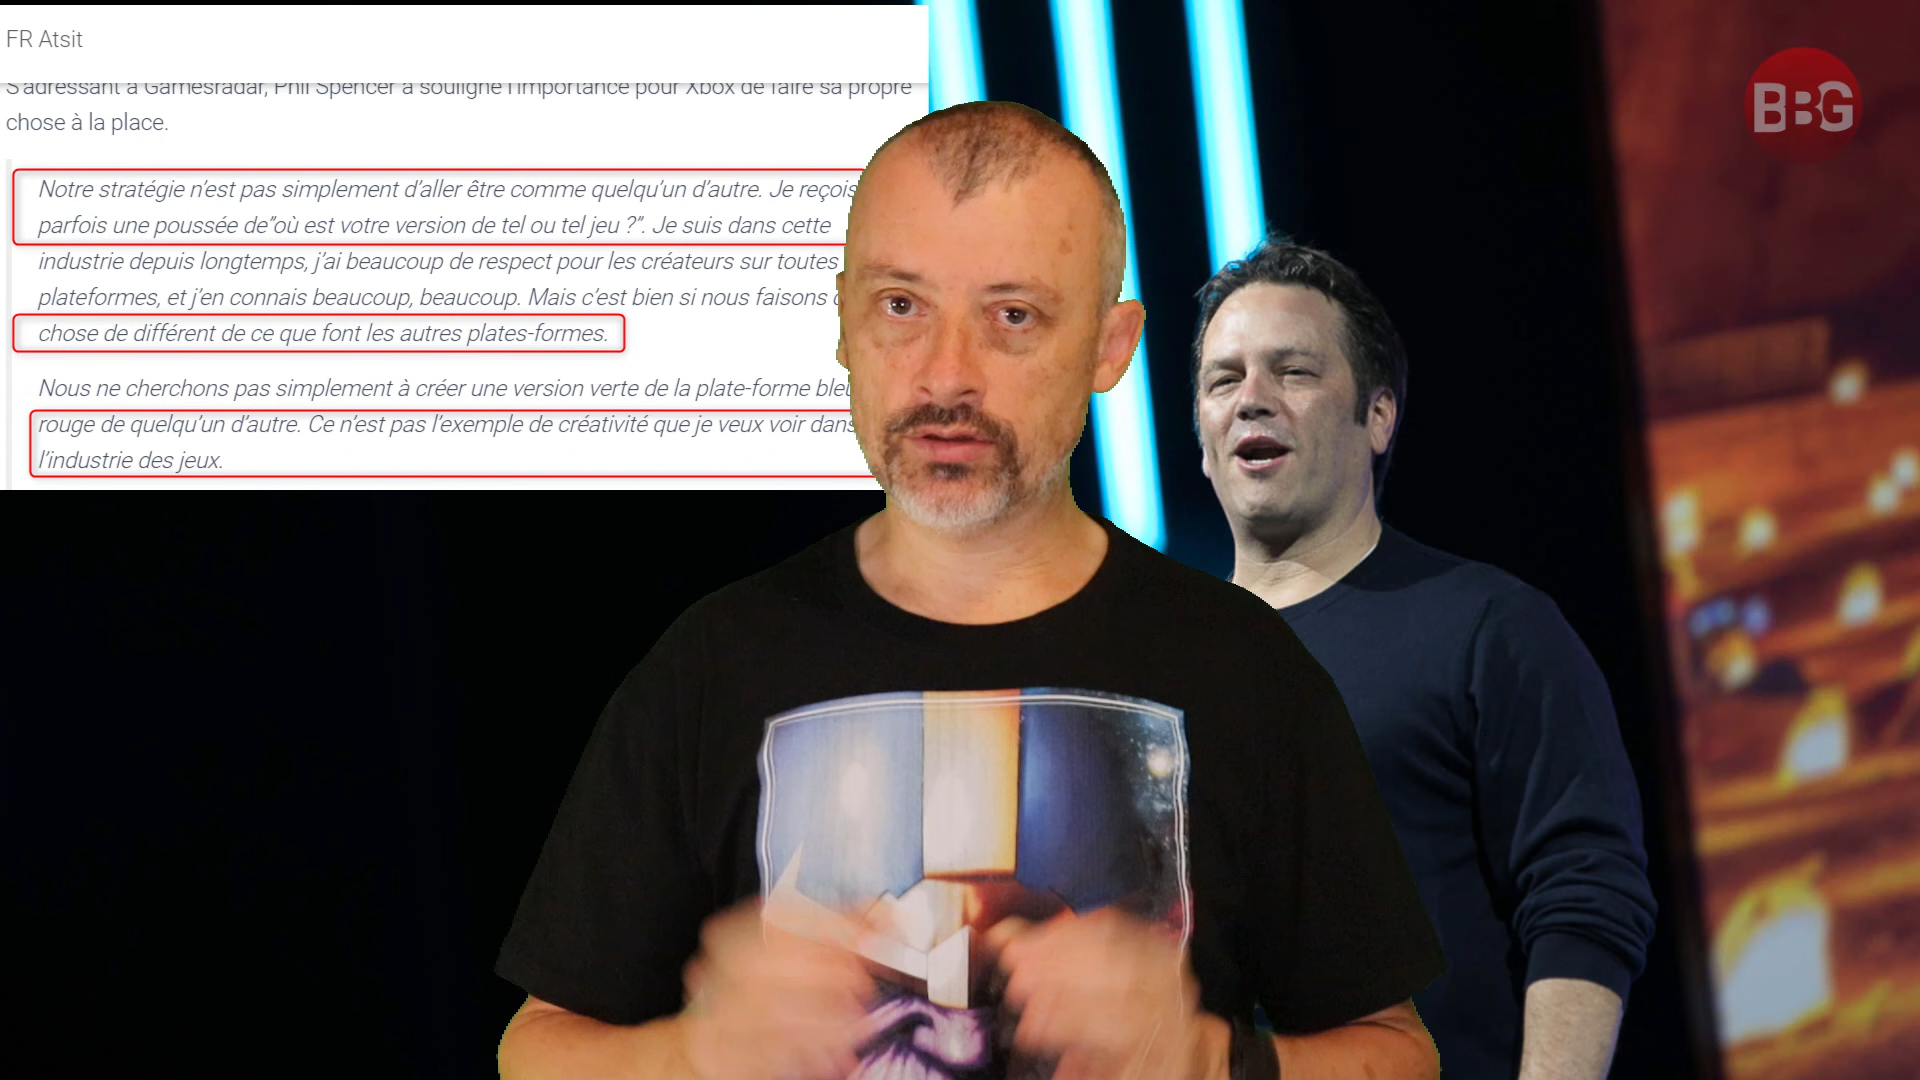 FR Atsit
S'adressant à Gamesradar, Phil Spencer a souligné l'importance pour Xbox de faire sa propre
chose à la place.
Notre stratégie n'est pas simplement d'aller être comme quelqu'un d'autre. Je reçois
parfois une poussée de"où est votre version de tel ou tel jeu ?". Je suis dans cette
industrie depuis longtemps, j'ai beaucoup de respect pour les créateurs sur toutes
plateformes, et j'en connais beaucoup, beaucoup. Mais c'est bien si nous faisons
chose de différent de ce que font les autres plates-formes.
Nous ne cherchons pas simplement à créer une version verte de la plate-forme
rouge de quelqu'un d'autre. Ce n'est pas l'exemple de créativité que je veux voir dans
l'industrie des jeux.
BBG